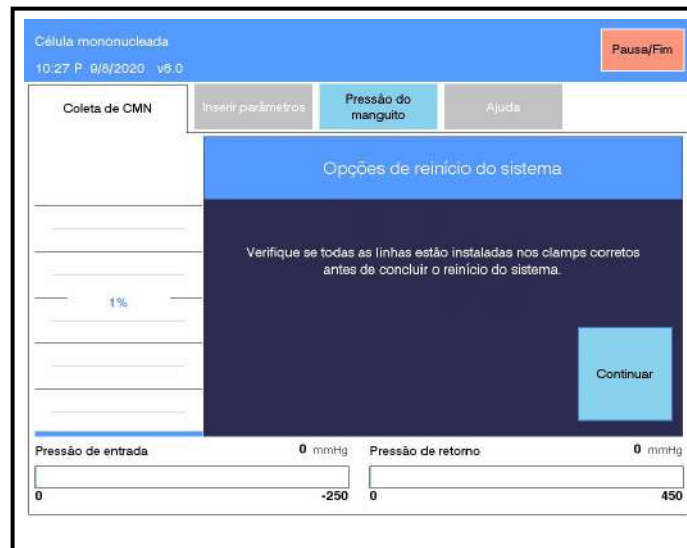 Célula mononucleada
10:27 P 9/8/2020 v6.0
Pausa/Fim
Coleta de CMN
Inserir parâmetros
Pressão do
manguito
Ajuda
Opções de reinício do sistema
Verifique se todas as linhas estão instaladas nos clamps corretos
antes de concluir o reinício do sistema.
1%
Continuar
Pressão de entrada 0 mmHg
Pressão de retorno 0 mmHg
0 -250
0 450